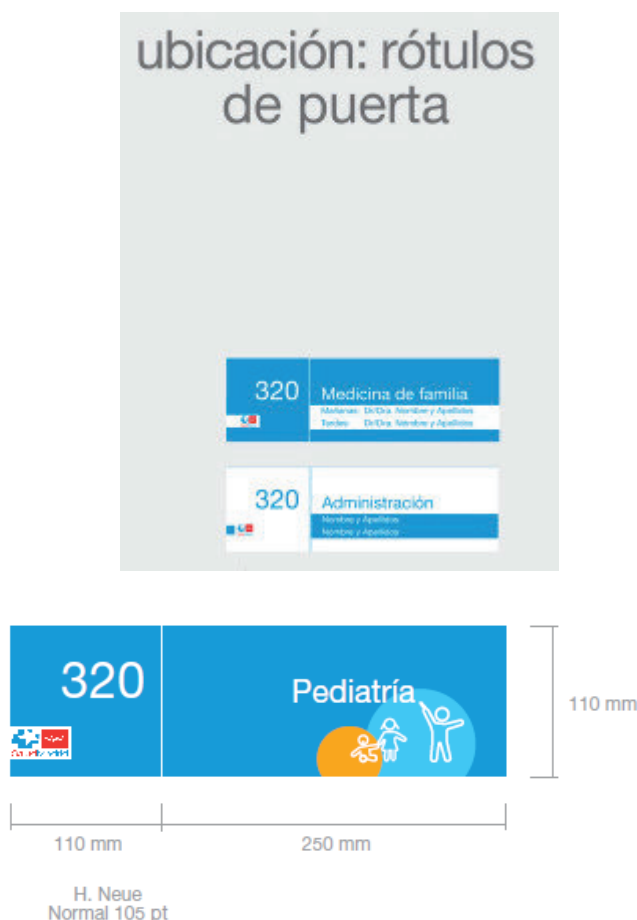 ubicación: rótulos
de puerta
320
Medicina de familia
Mañanas: Dr/Dra. Nombre y Apellidos
Tardes: Dr/Dra. Nombre y Apellidos
320
Administración
Nombre y Apellidos
Nombre y Apellidos
320
Pediatría
SaludMadrid
110 mm
110 mm
250 mm
H. Neue
Normal 105 pt